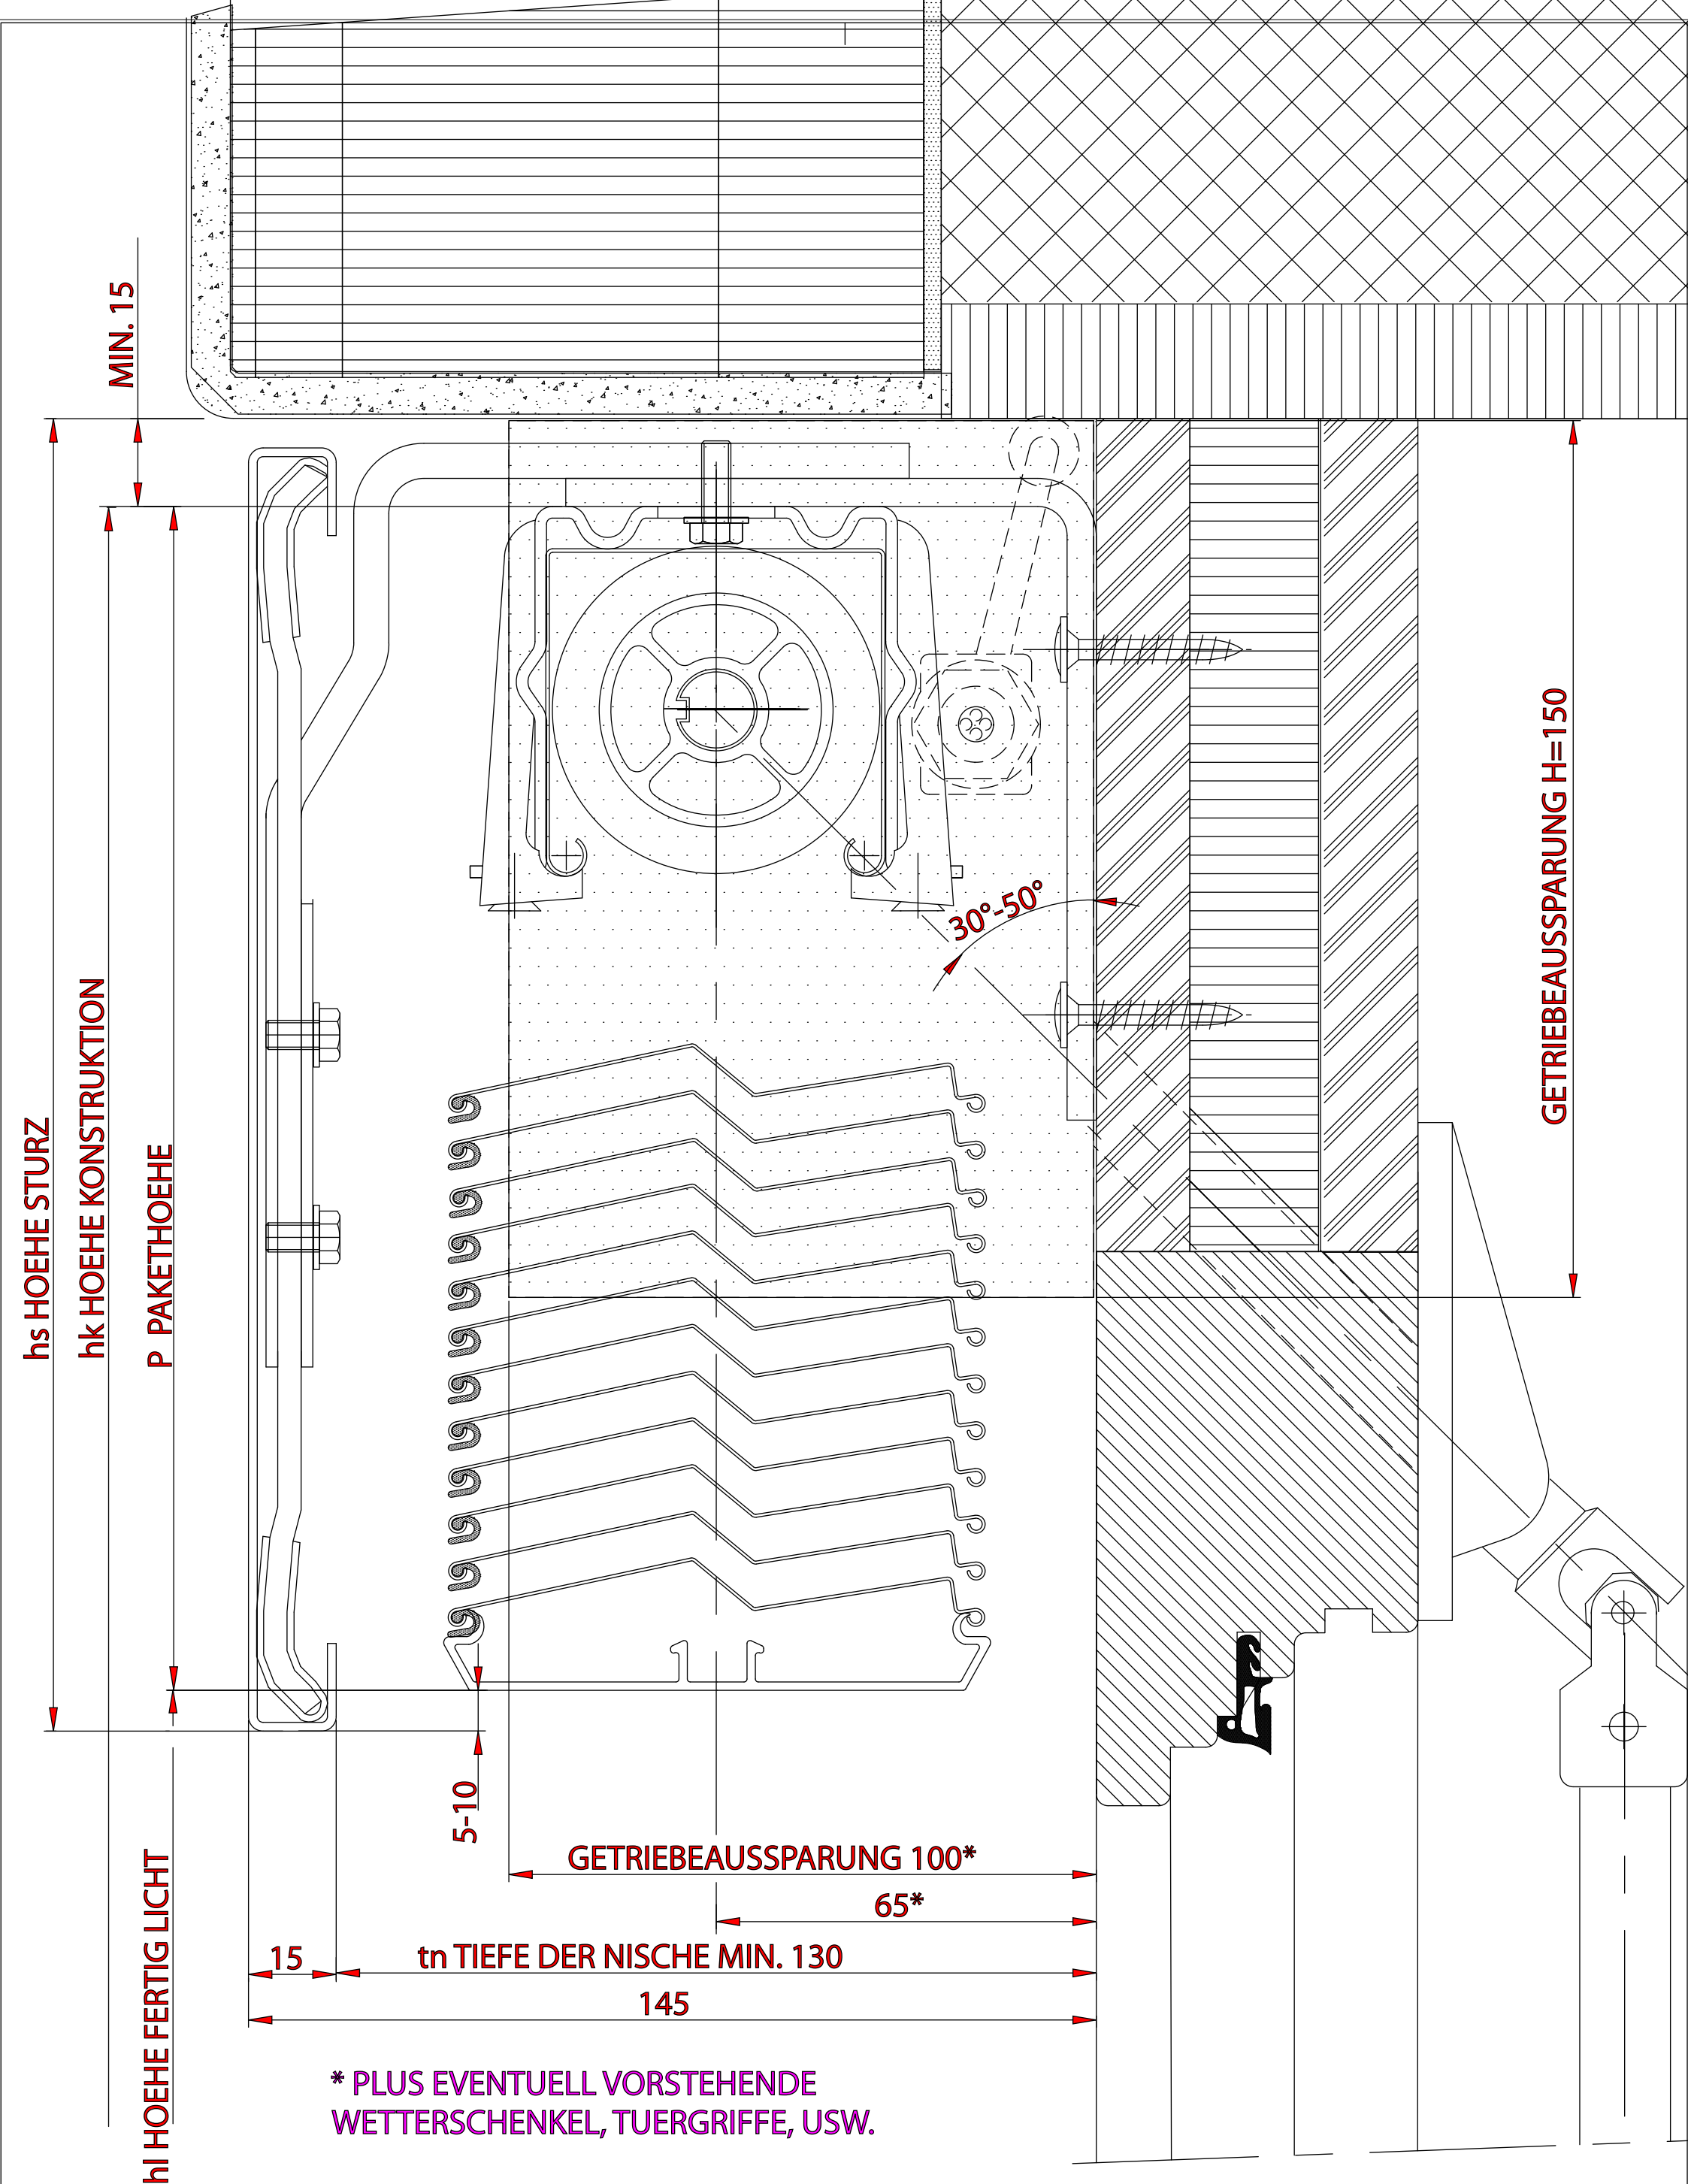 MIN. 15
hs HOEHE STURZ
hk HOEHE KONSTRUKTION
P PAKETHOEHE
30°-50°
GETRIEBEAUSSPARUNG H=150
5-10
GETRIEBEAUSSPARUNG 100*
65*
15
tn TIEFE DER NISCHE MIN. 130
145
hl HOEHE FERTIG LICHT
* PLUS EVENTUELL VORSTEHENDE
WETTERSCHENKEL, TUERGRIFFE, USW.